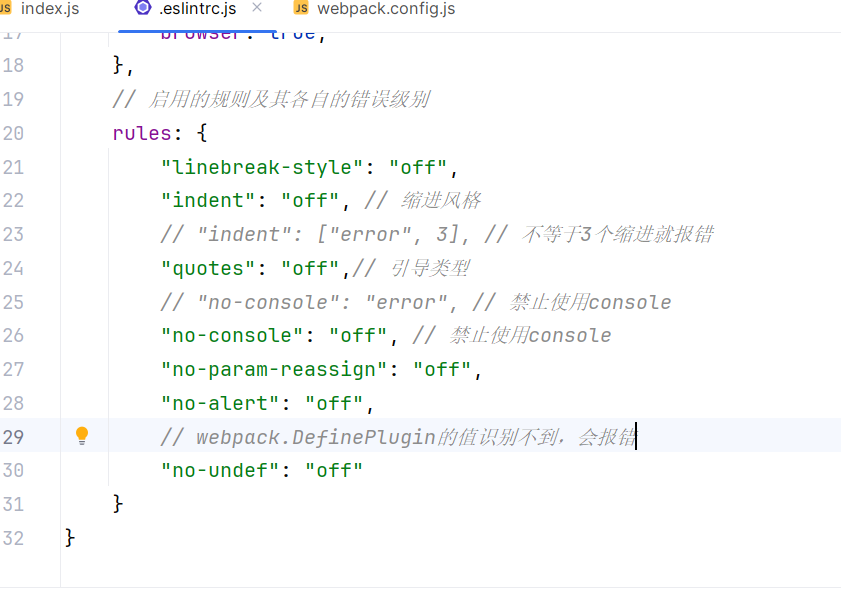 JS index.js .eslintrc.js × JS webpack.config.js
17 browser: true,
18 },
19 // 启用的规则及其各自的错误级别
20 rules: {
21 "linebreak-style": "off",
22 "indent": "off", // 缩进风格
23 // "indent": ["error", 3], // 不等于3个缩进就报错
24 "quotes": "off",// 引导类型
25 // "no-console": "error", // 禁止使用console
26 "no-console": "off", // 禁止使用console
27 "no-param-reassign": "off",
28 "no-alert": "off",
29 // webpack.DefinePlugin的值识别不到，会报错
30 "no-undef": "off"
31 }
32 }